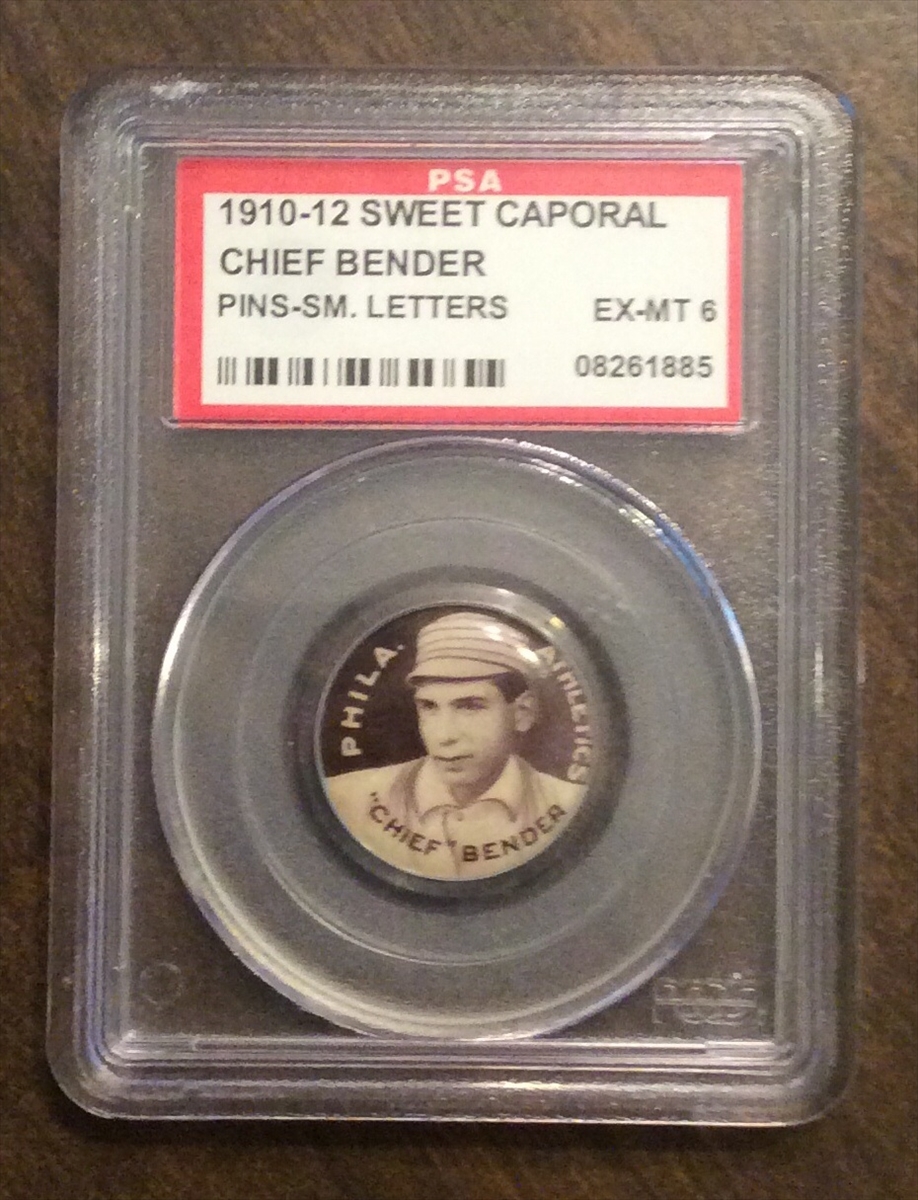 PSA
1910-12 SWEET CAPORAL
CHIEF BENDER
PINS-SM. LETTERS EX-MT 6
08261885
PHILA. ATHLETICS
"CHIEF" BENDER